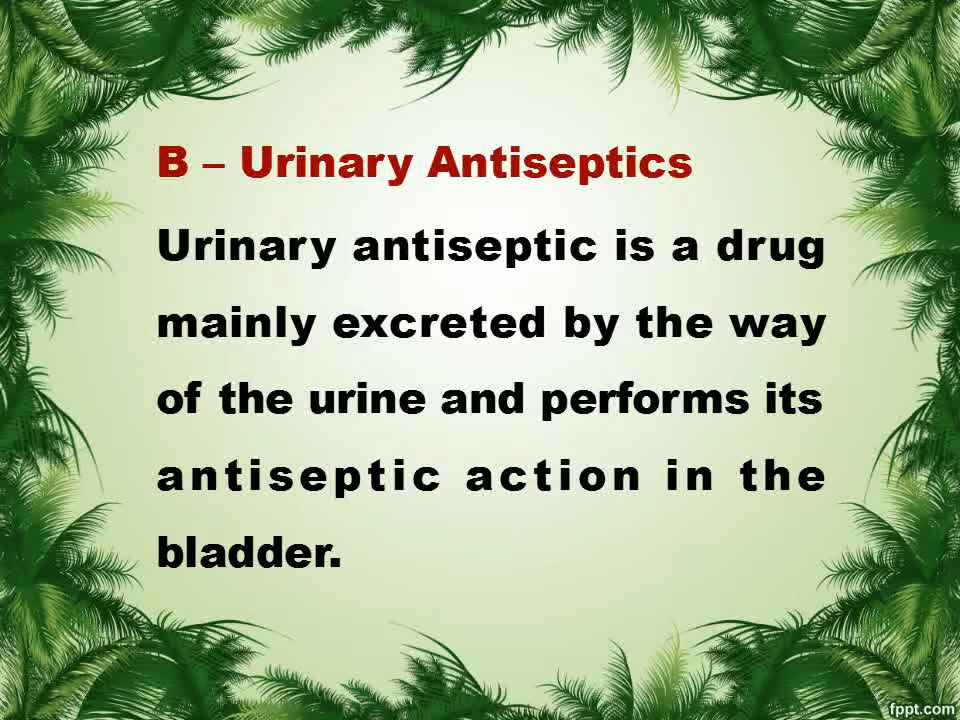 B – Urinary Antiseptics
Urinary antiseptic is a drug
mainly excreted by the way
of the urine and performs its
antiseptic action in the
bladder.
fppt.com